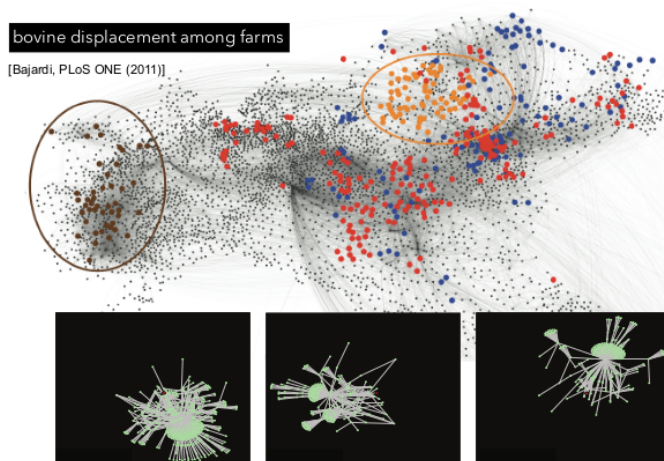 bovine displacement among farms
[Bajardi, PLoS ONE (2011)]